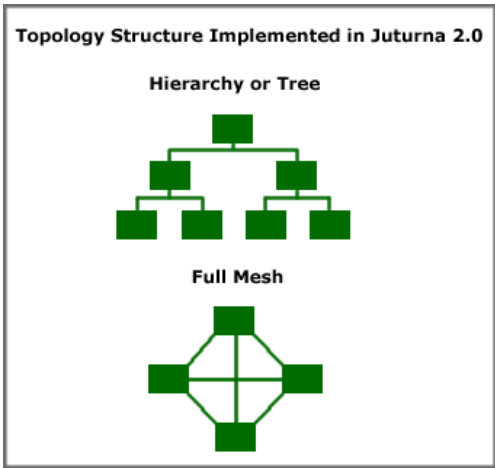 Topology Structure Implemented in Juturna 2.0
Hierarchy or Tree
Full Mesh